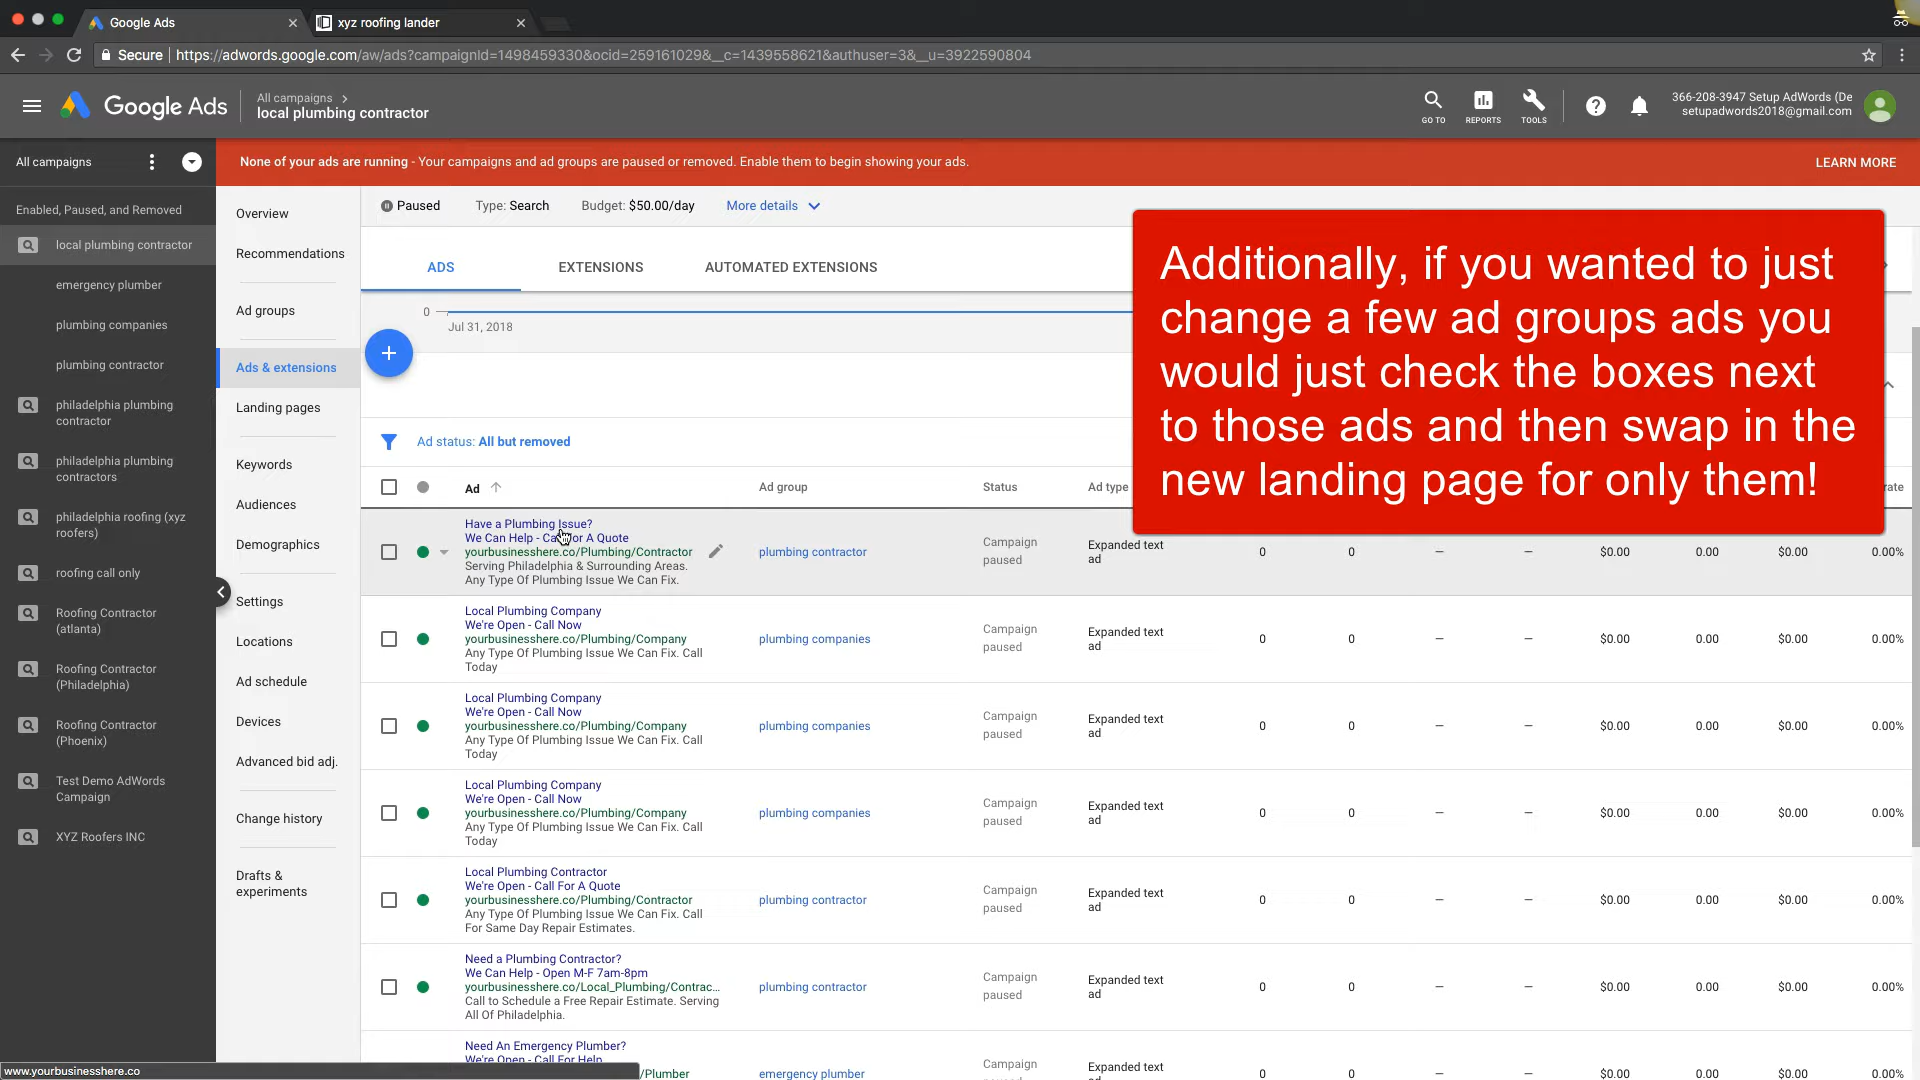 Google Ads
xyz roofing lander
Secure
https://adwords.google.com/aw/ads?campaignId=1498459330&ocid=259161029&__c=1439558621&authuser=3&__u=3922590804
Google Ads
All campaigns
local plumbing contractor
GO TO
REPORTS
TOOLS
366-208-3947 Setup AdWords (De
setupadwords2018@gmail.com
All campaigns
None of your ads are running - Your campaigns and ad groups are paused or removed. Enable them to begin showing your ads.
LEARN MORE
Enabled, Paused, and Removed
local plumbing contractor
emergency plumber
plumbing companies
plumbing contractor
philadelphia plumbing
contractor
philadelphia plumbing
contractors
philadelphia roofing (xyz
roofers)
roofing call only
Roofing Contractor
(atlanta)
Roofing Contractor
(Philadelphia)
Roofing Contractor
(Phoenix)
Test Demo AdWords
Campaign
XYZ Roofers INC
Overview
Recommendations
Ad groups
Ads & extensions
Landing pages
Keywords
Audiences
Demographics
Settings
Locations
Ad schedule
Devices
Advanced bid adj.
Change history
Drafts &
experiments
Paused
Type: Search
Budget: $50.00/day
More details
ADS
EXTENSIONS
AUTOMATED EXTENSIONS
0
Jul 31, 2018
Additionally, if you wanted to just
change a few ad groups ads you
would just check the boxes next
to those ads and then swap in the
new landing page for only them!
Ad status: All but removed
Ad
Ad group
Status
Ad type
rate
Have a Plumbing Issue?
We Can Help - Call For A Quote
yourbusinesshere.co/Plumbing/Contractor
Serving Philadelphia & Surrounding Areas.
Any Type Of Plumbing Issue We Can Fix.
plumbing contractor
Campaign
paused
Expanded text
ad
0 0 — — $0.00 0.00 $0.00 0.00%
Local Plumbing Company
We're Open - Call Now
yourbusinesshere.co/Plumbing/Company
Any Type Of Plumbing Issue We Can Fix. Call
Today
plumbing companies
Campaign
paused
Expanded text
ad
0 0 — — $0.00 0.00 $0.00 0.00%
Local Plumbing Company
We're Open - Call Now
yourbusinesshere.co/Plumbing/Company
Any Type Of Plumbing Issue We Can Fix. Call
Today
plumbing companies
Campaign
paused
Expanded text
ad
0 0 — — $0.00 0.00 $0.00 0.00%
Local Plumbing Company
We're Open - Call Now
yourbusinesshere.co/Plumbing/Company
Any Type Of Plumbing Issue We Can Fix. Call
Today
plumbing companies
Campaign
paused
Expanded text
ad
0 0 — — $0.00 0.00 $0.00 0.00%
Local Plumbing Contractor
We're Open - Call For A Quote
yourbusinesshere.co/Plumbing/Contractor
Any Type Of Plumbing Issue We Can Fix. Call
For Same Day Repair Estimates.
plumbing contractor
Campaign
paused
Expanded text
ad
0 0 — — $0.00 0.00 $0.00 0.00%
Need a Plumbing Contractor?
We Can Help - Open M-F 7am-8pm
yourbusinesshere.co/Local_Plumbing/Contrac...
Call to Schedule a Free Repair Estimate. Serving
All Of Philadelphia.
plumbing contractor
Campaign
paused
Expanded text
ad
0 0 — — $0.00 0.00 $0.00 0.00%
Need An Emergency Plumber?
We're Open - Call For Help
/Plumber
emergency plumber
Campaign
Expanded text
0 0 — — $0.00 0.00 $0.00 0.00%
www.yourbusinesshere.co